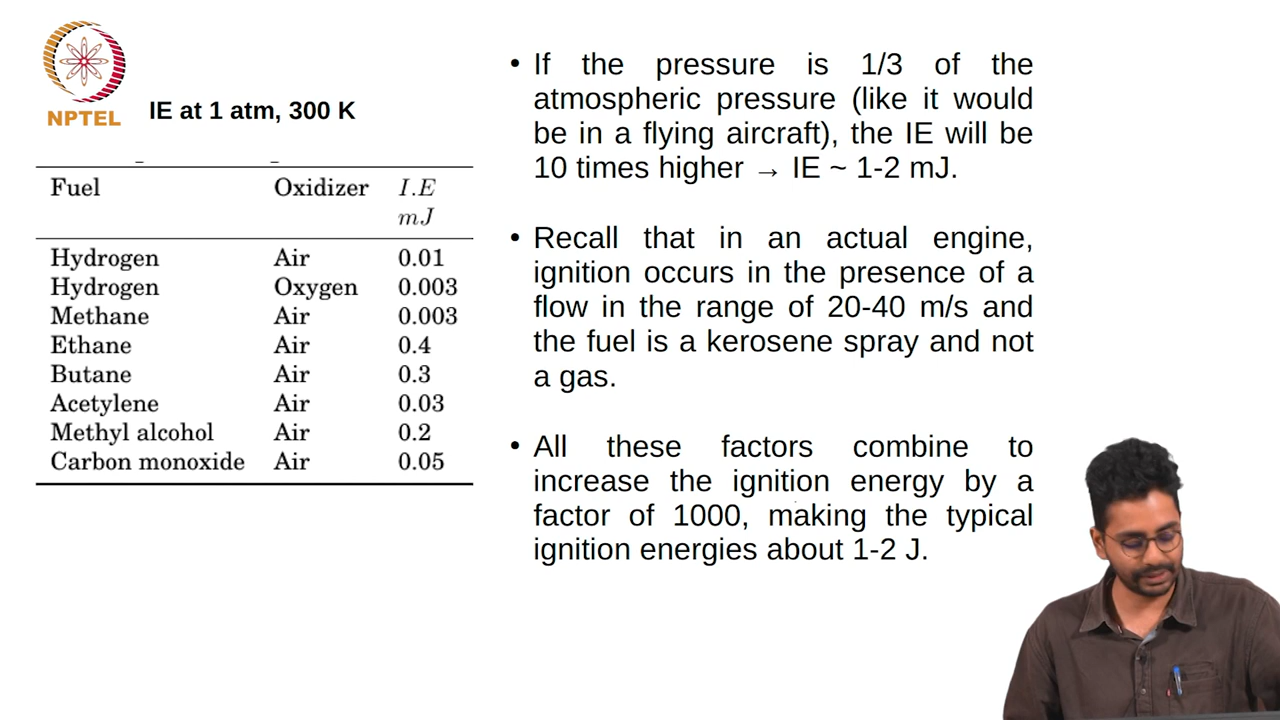 NPTEL
IE at 1 atm, 300 K
Fuel Oxidizer I.E
mJ
Hydrogen Air 0.01
Hydrogen Oxygen 0.003
Methane Air 0.003
Ethane Air 0.4
Butane Air 0.3
Acetylene Air 0.03
Methyl alcohol Air 0.2
Carbon monoxide Air 0.05
• If the pressure is 1/3 of the
atmospheric pressure (like it would
be in a flying aircraft), the IE will be
10 times higher → IE ~ 1-2 mJ.
• Recall that in an actual engine,
ignition occurs in the presence of a
flow in the range of 20-40 m/s and
the fuel is a kerosene spray and not
a gas.
• All these factors combine to
increase the ignition energy by a
factor of 1000, making the typical
ignition energies about 1-2 J.